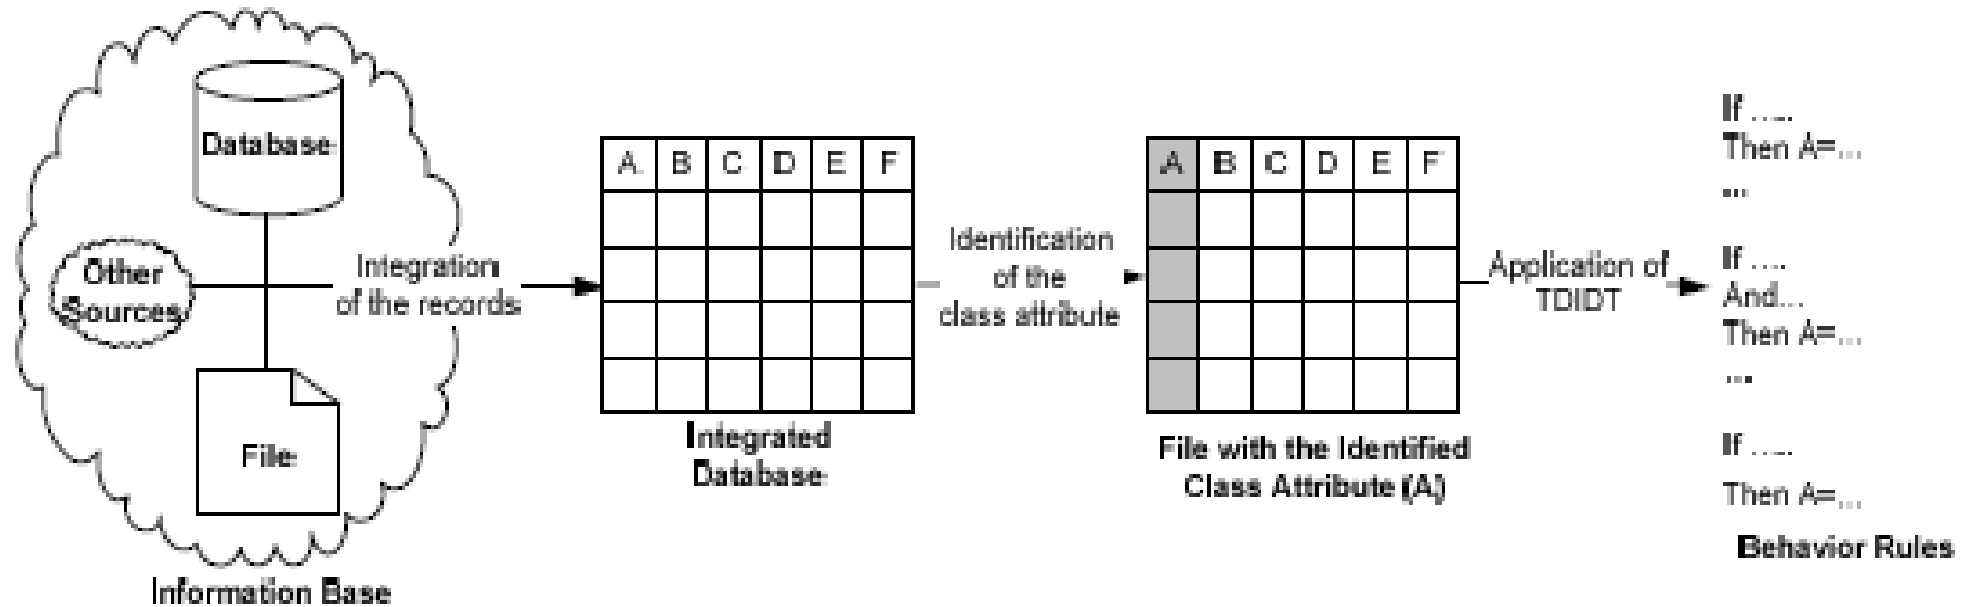 Database
Other
Sources
File
Information Base
Integration
of the records
A B C D E F
Integrated
Database
Identification
of the
class attribute
A B C D E F
File with the Identified
Class Attribute (A)
Application of
TDIDT
If .....
Then A=...
...
If ....
And...
Then A=...
...
If .....
Then A=...
Behavior Rules